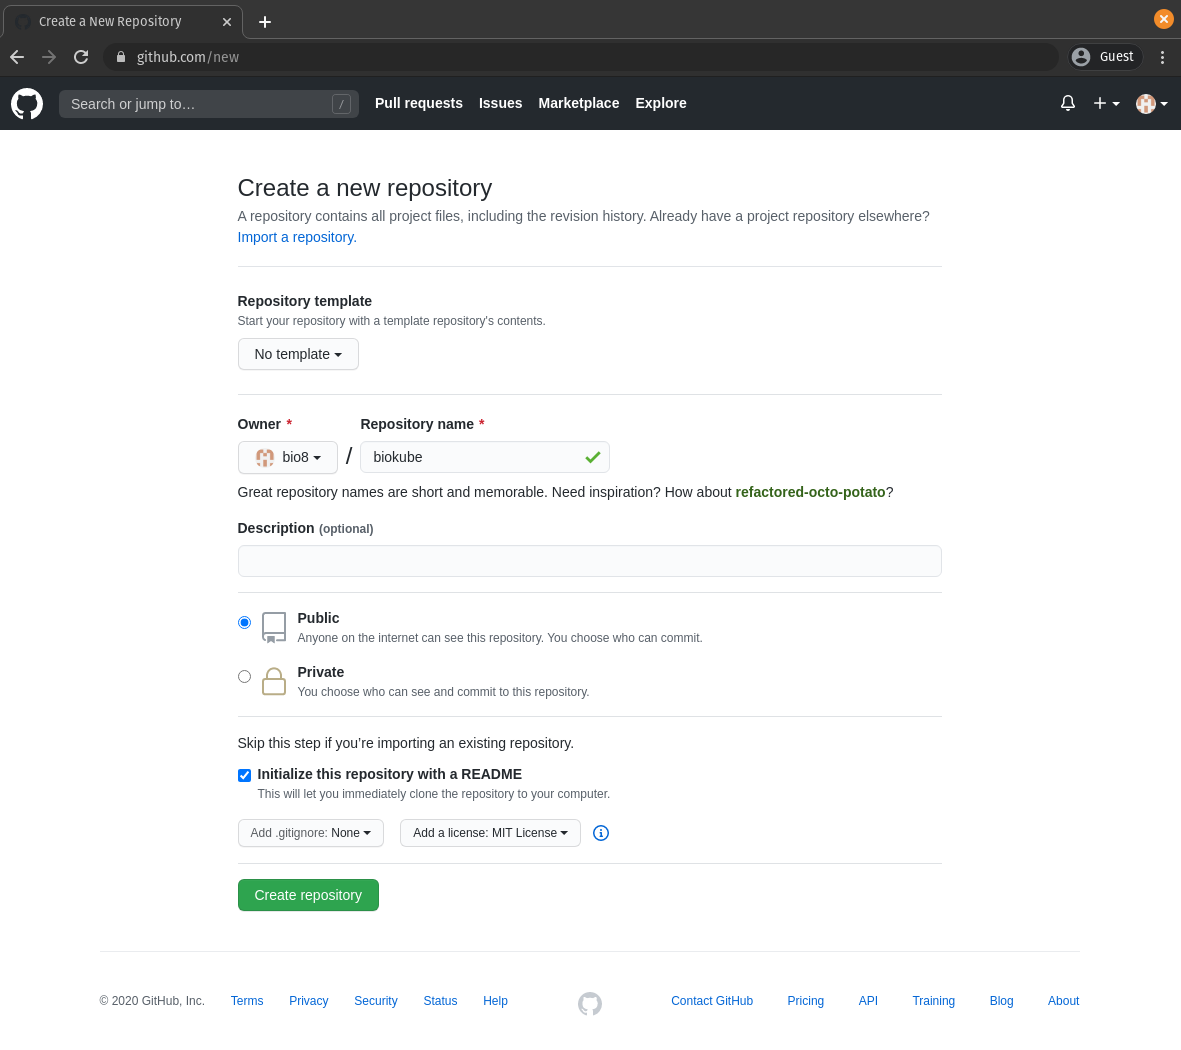 Create a New Repository
github.com/new
Guest
Search or jump to…
/
Pull requests
Issues
Marketplace
Explore
Create a new repository
A repository contains all project files, including the revision history. Already have a project repository elsewhere?
Import a repository.
Repository template
Start your repository with a template repository's contents.
No template
Owner *
Repository name *
bio8
/
biokube
Great repository names are short and memorable. Need inspiration? How about refactored-octo-potato?
Description (optional)
Public
Anyone on the internet can see this repository. You choose who can commit.
Private
You choose who can see and commit to this repository.
Skip this step if you’re importing an existing repository.
Initialize this repository with a README
This will let you immediately clone the repository to your computer.
Add .gitignore: None
Add a license: MIT License
Create repository
© 2020 GitHub, Inc.
Terms
Privacy
Security
Status
Help
Contact GitHub
Pricing
API
Training
Blog
About